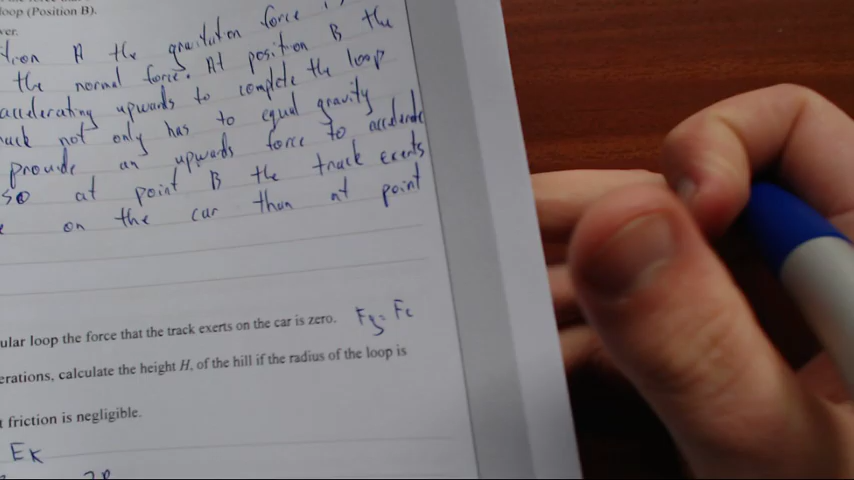 loop (Position B).
ver.
tion A the gravitation force
the normal force. At position B the
accelerating upwards to complete the loop
not only has to equal gravity
provide an upwards force to accelerate
so at point B the track exerts
on the car than at point
ular loop the force that the track exerts on the car is zero. Fg = Fc
erations, calculate the height H, of the hill if the radius of the loop is
t friction is negligible.
EK
2R